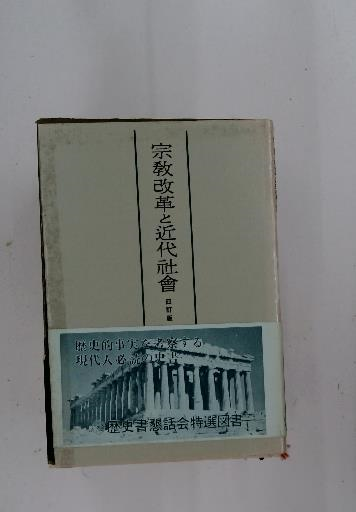 宗教改革と近代社會 四訂版
歴史的事実を考察する
現代人必読の史書
歴史書懇話会特選図書